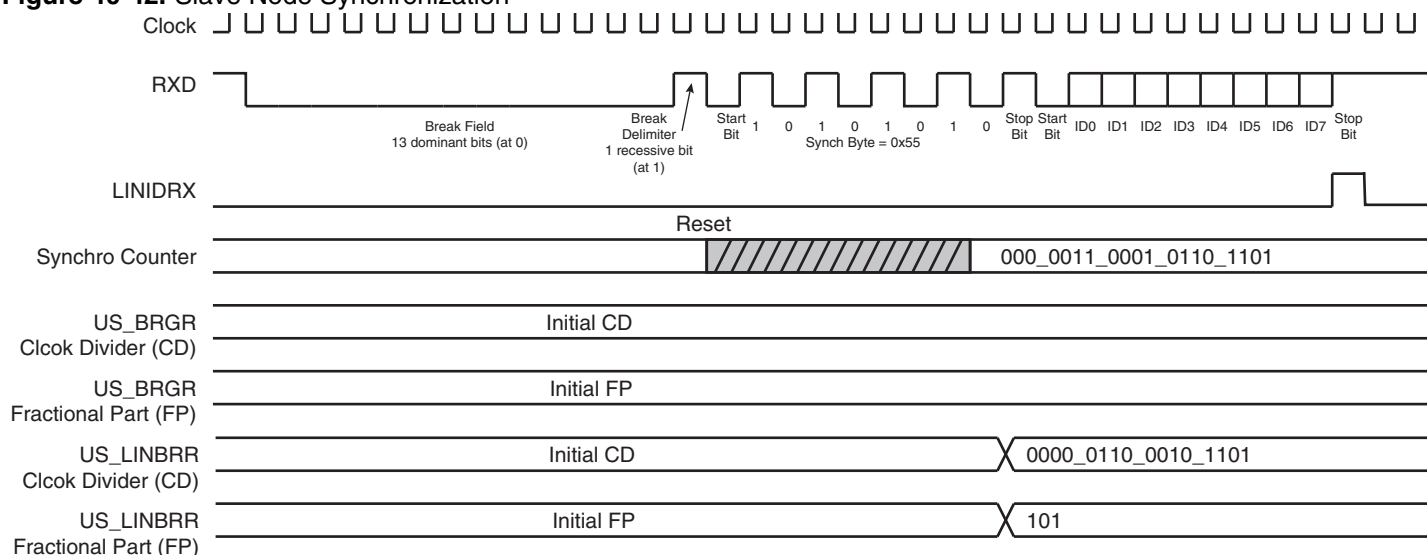 Figure 46-42. Slave Node Synchronization
Clock
RXD
Break Field
13 dominant bits (at 0)
Break
Delimiter
1 recessive bit
(at 1)
Start
Bit
1 0 1 0 1 0 1 0
Synch Byte = 0x55
Stop
Bit
Start
Bit
ID0 ID1 ID2 ID3 ID4 ID5 ID6 ID7
Stop
Bit
LINIDRX
Reset
Synchro Counter
000_0011_0001_0110_1101
US_BRGR
Clcok Divider (CD)
Initial CD
US_BRGR
Fractional Part (FP)
Initial FP
US_LINBRR
Clcok Divider (CD)
Initial CD
0000_0110_0010_1101
US_LINBRR
Fractional Part (FP)
Initial FP
101